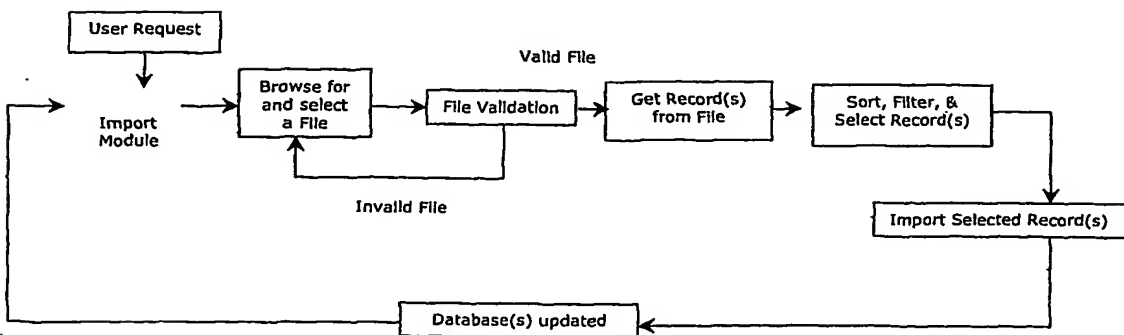 User Request
Valid File
Browse for
and select
a File
File Validation
Get Record(s)
from File
Sort, Filter, &
Select Record(s)
Import
Module
Invalid File
Import Selected Record(s)
Database(s) updated